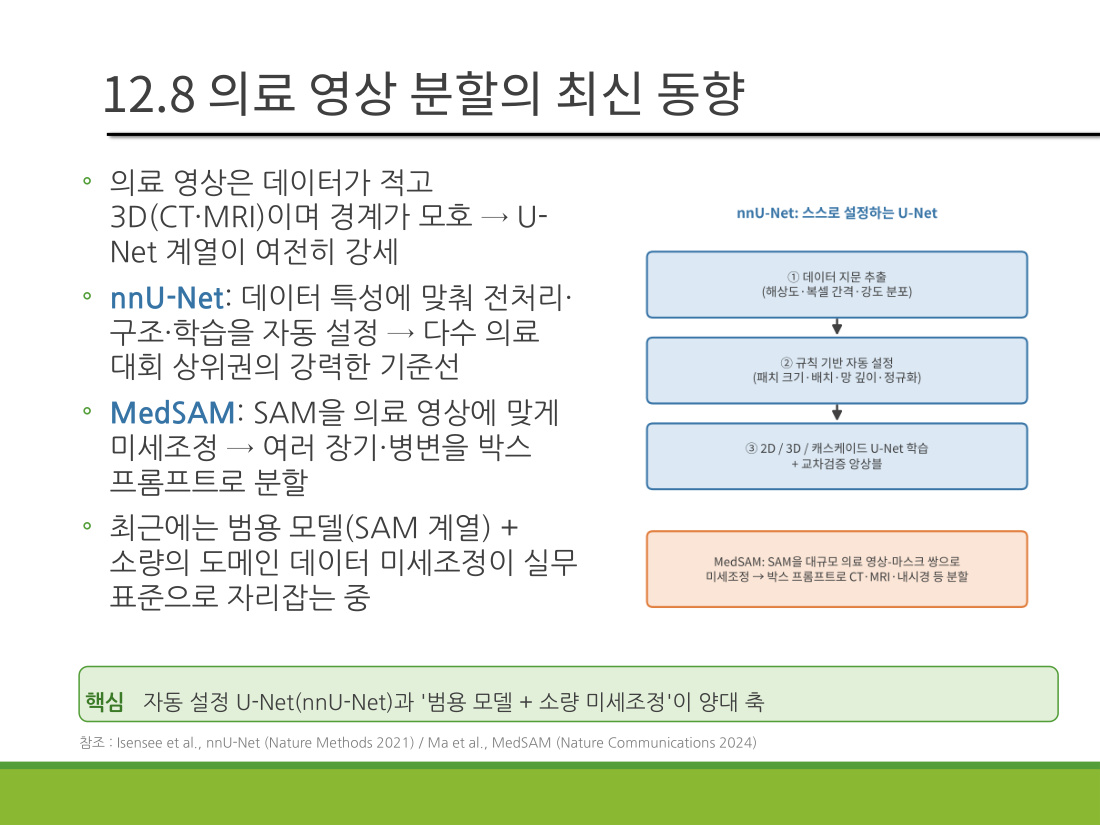 12.8 의료 영상 분할의 최신 동향
◦ 의료 영상은 데이터가 적고
3D(CT·MRI)이며 경계가 모호 → U-
Net 계열이 여전히 강세
◦ nnU-Net: 데이터 특성에 맞춰 전처리·
구조·학습을 자동 설정 → 다수 의료
대회 상위권의 강력한 기준선
◦ MedSAM: SAM을 의료 영상에 맞게
미세조정 → 여러 장기·병변을 박스
프롬프트로 분할
◦ 최근에는 범용 모델(SAM 계열) +
소량의 도메인 데이터 미세조정이 실무
표준으로 자리잡는 중
nnU-Net: 스스로 설정하는 U-Net
① 데이터 지문 추출
(해상도·복셀 간격·강도 분포)
② 규칙 기반 자동 설정
(패치 크기·배치·망 깊이·정규화)
③ 2D / 3D / 캐스케이드 U-Net 학습
+ 교차검증 앙상블
MedSAM: SAM을 대규모 의료 영상-마스크 쌍으로
미세조정 → 박스 프롬프트로 CT·MRI·내시경 등 분할
핵심 자동 설정 U-Net(nnU-Net)과 '범용 모델 + 소량 미세조정'이 양대 축
참조 : Isensee et al., nnU-Net (Nature Methods 2021) / Ma et al., MedSAM (Nature Communications 2024)